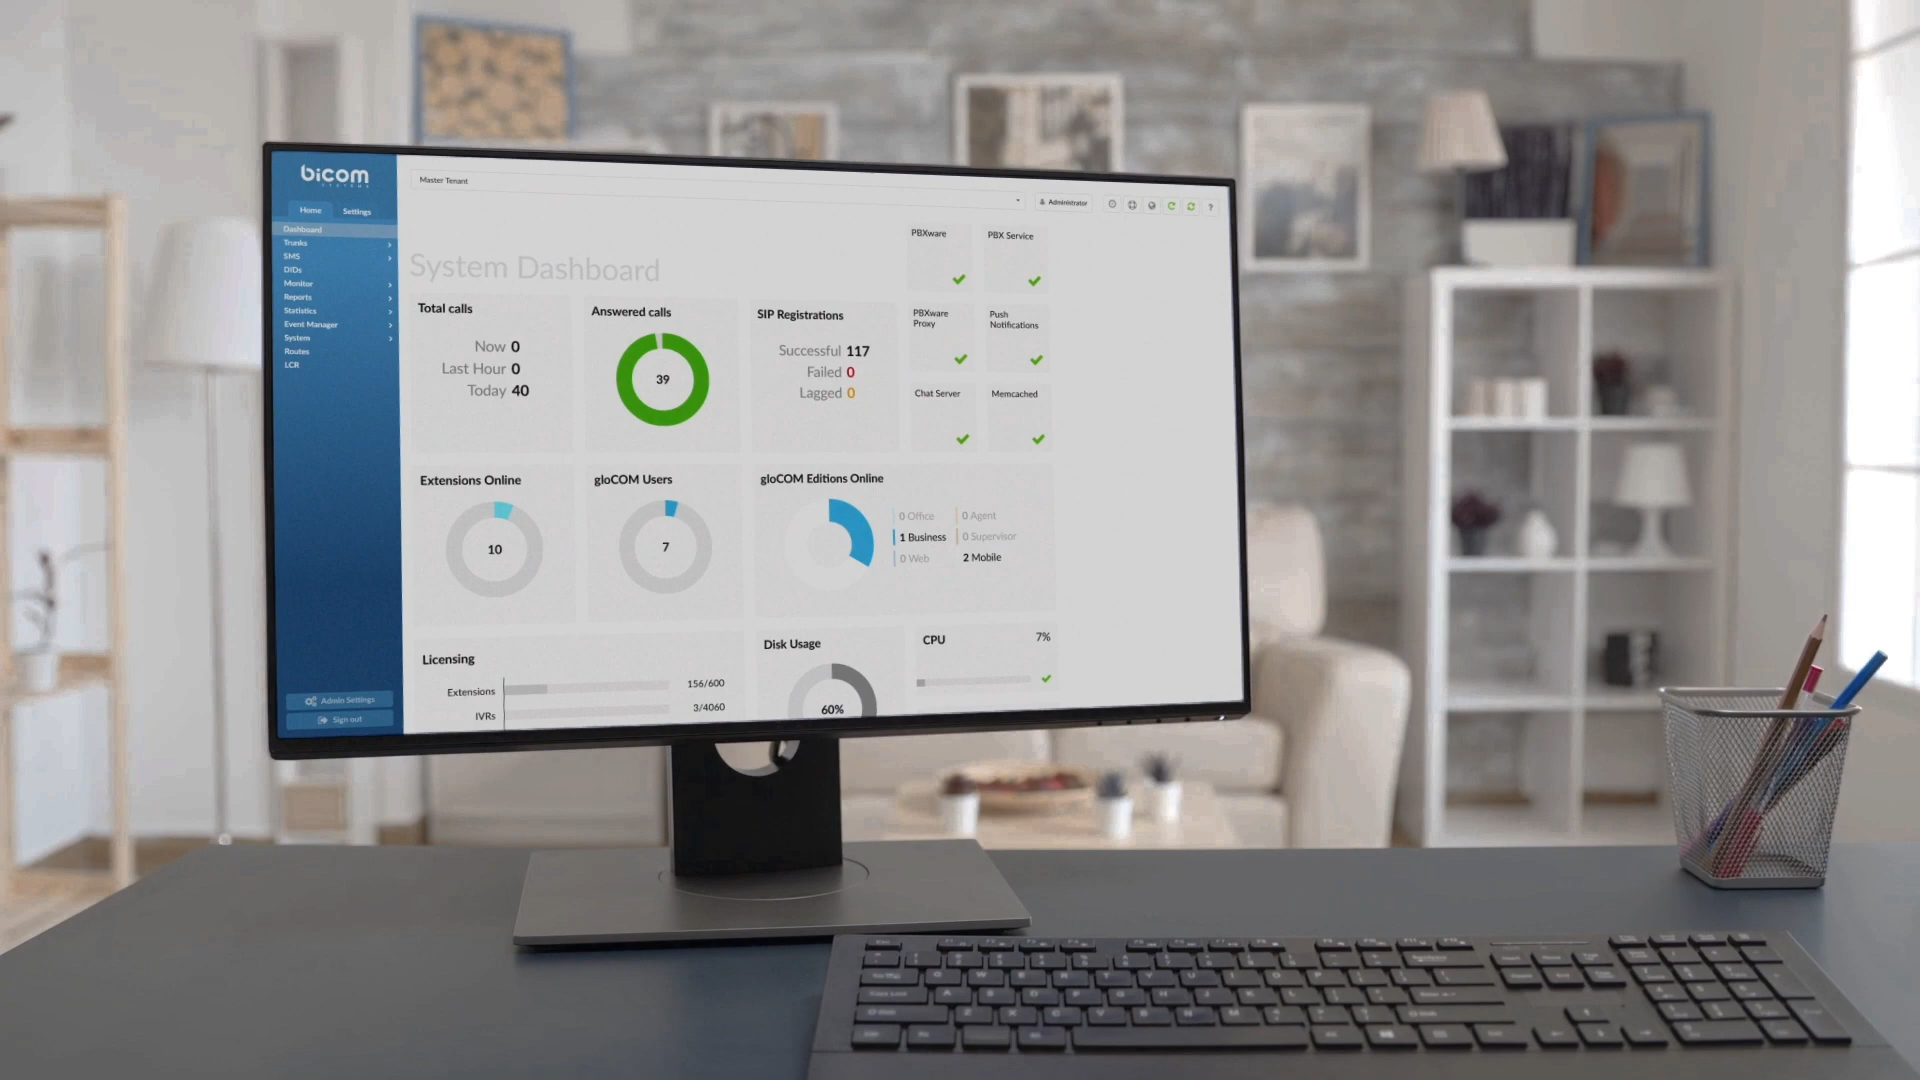 bicom
SYSTEMS
Home Settings
Dashboard
Trunks
SMS
DIDs
Monitor
Reports
Statistics
Event Manager
System
Routes
LCR
Admin Settings
Sign out
Master Tenant
Administrator
?
System Dashboard
Total calls
Now 0
Last Hour 0
Today 40
Answered calls
39
SIP Registrations
Successful 117
Failed 0
Lagged 0
PBXware
PBX Service
PBXware
Proxy
Push
Notifications
Chat Server
Memcached
Extensions Online
10
gloCOM Users
7
gloCOM Editions Online
0 Office 0 Agent
1 Business 0 Supervisor
0 Web 2 Mobile
Licensing
Extensions 156/600
IVRs 3/4060
Disk Usage
60%
CPU 7%